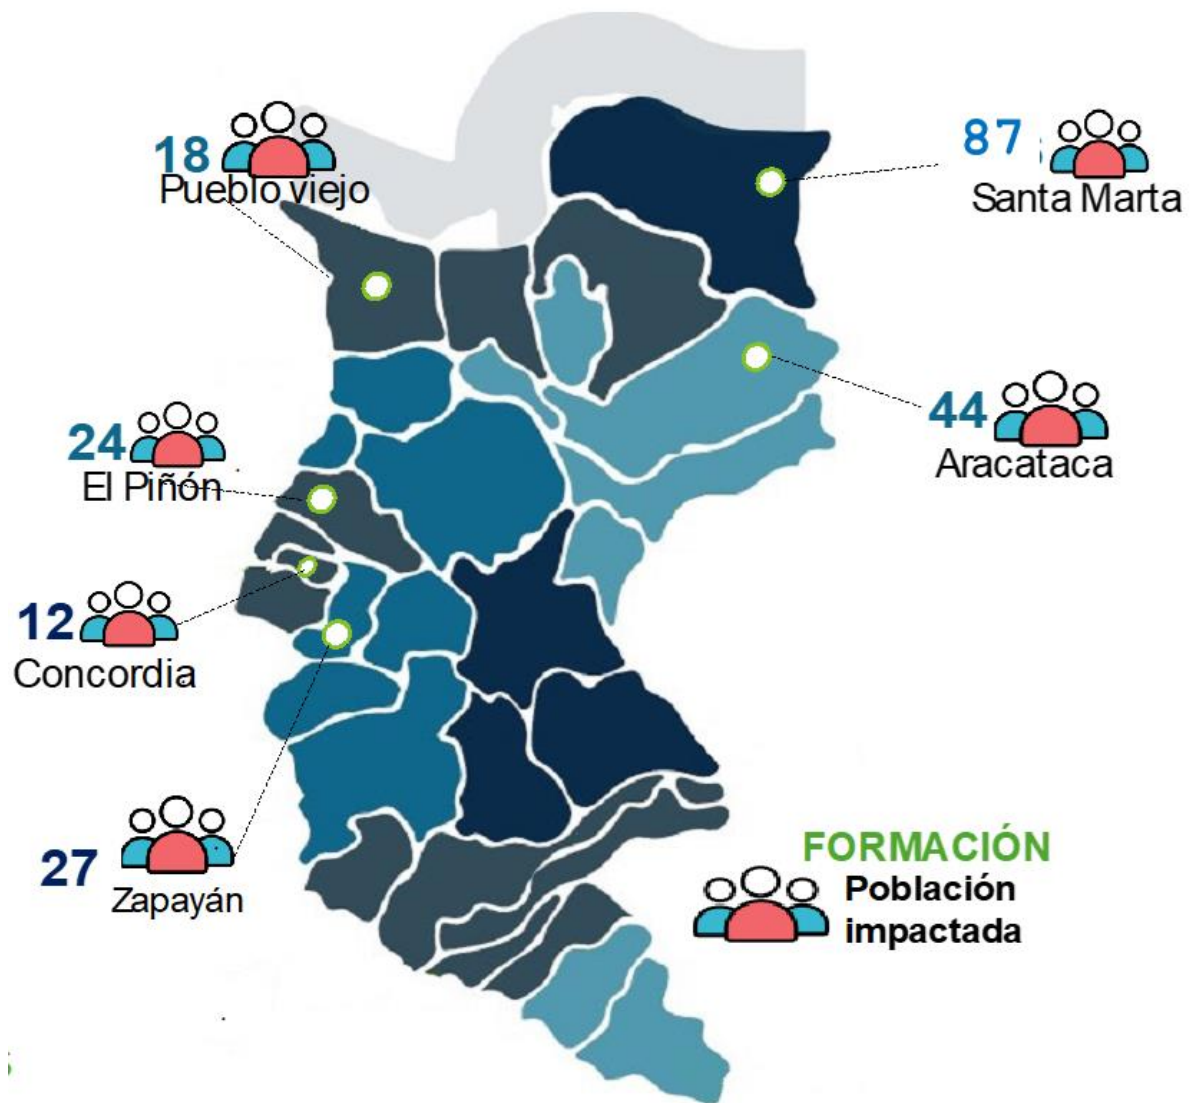 18
Pueblo viejo
87
Santa Marta
24
El Piñón
44
Aracataca
12
Concordia
27
Zapayán
FORMACIÓN
Población
impactada